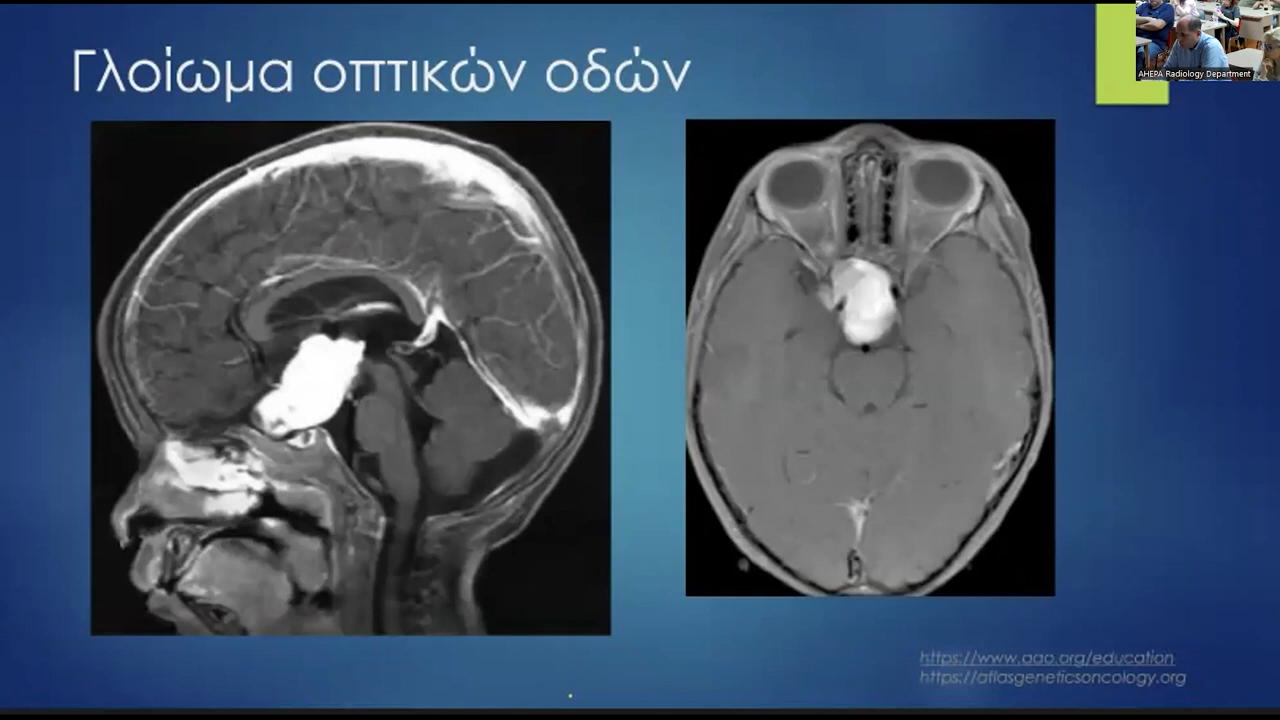 AHEPA Radiology Department
Γλοίωμα οπτικών οδών
https://www.aao.org/education
https://atlasgeneticsoncology.org